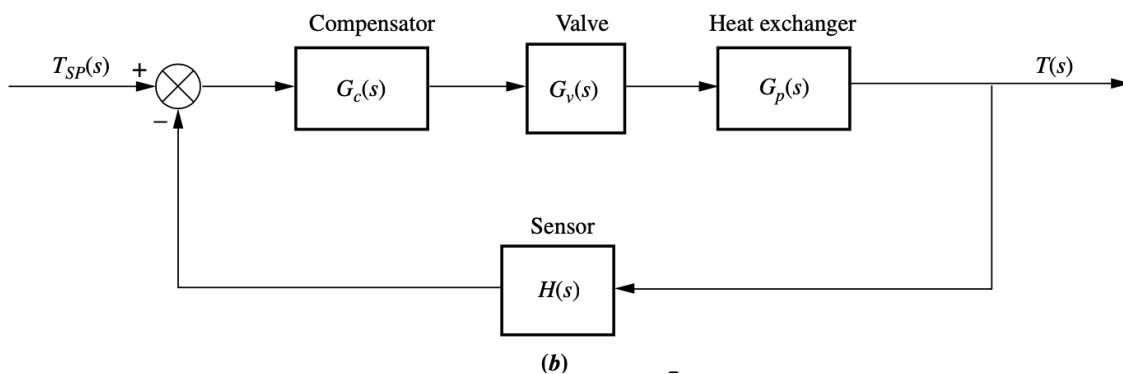 Compensator Valve Heat exchanger
T_SP(s) + G_c(s) G_v(s) G_p(s) T(s)
−
Sensor
H(s)
(b)